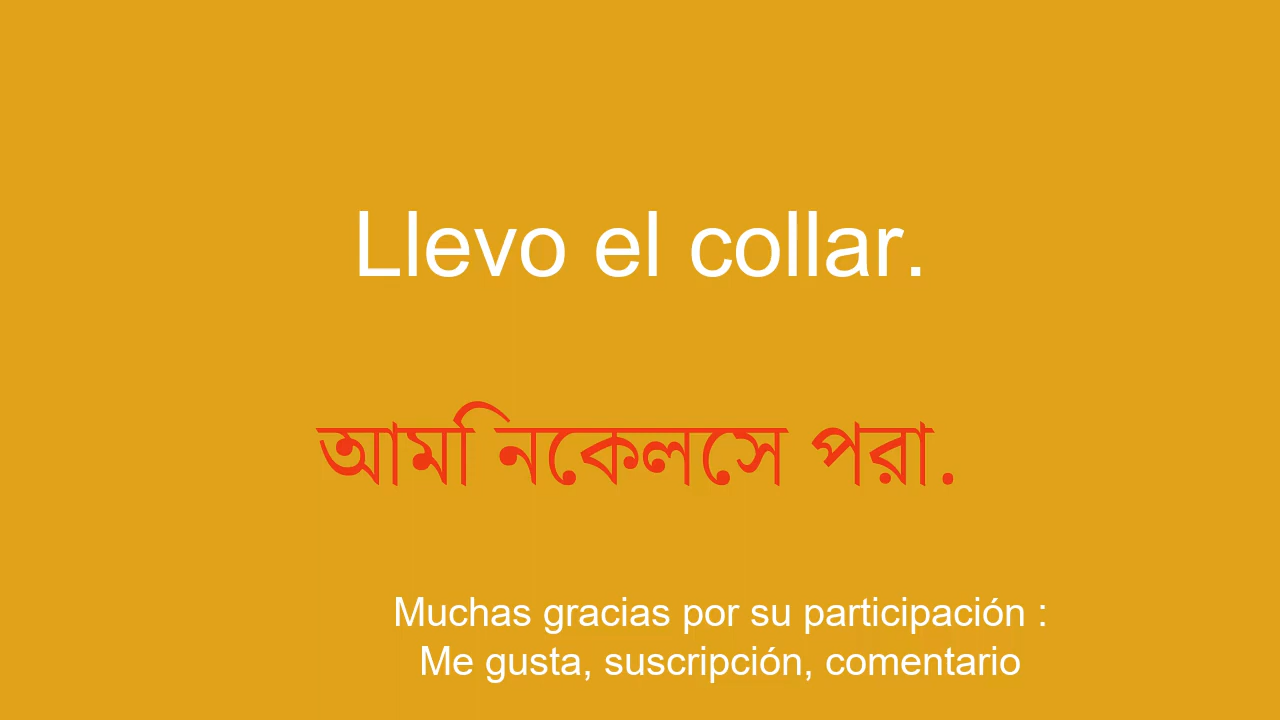 Llevo el collar.
আমি নেকলেস পরা.
Muchas gracias por su participación :
Me gusta, suscripción, comentario